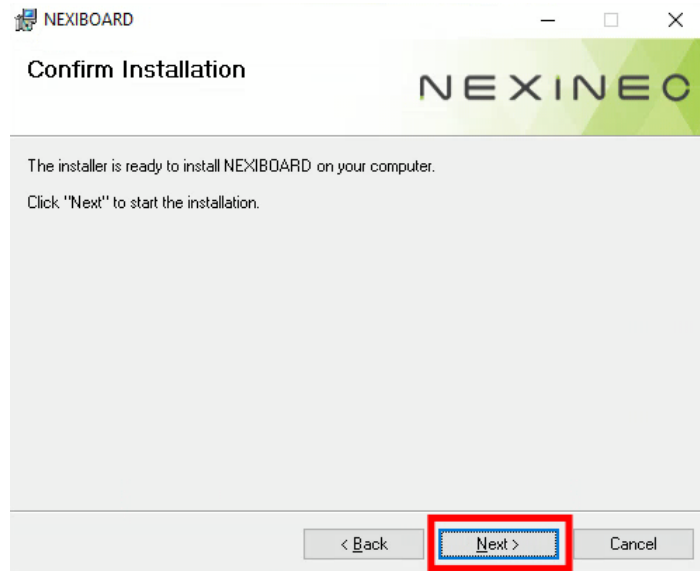 NEXIBOARD
Confirm Installation
NEXINEO
The installer is ready to install NEXIBOARD on your computer.
Click "Next" to start the installation.
< Back
Next >
Cancel